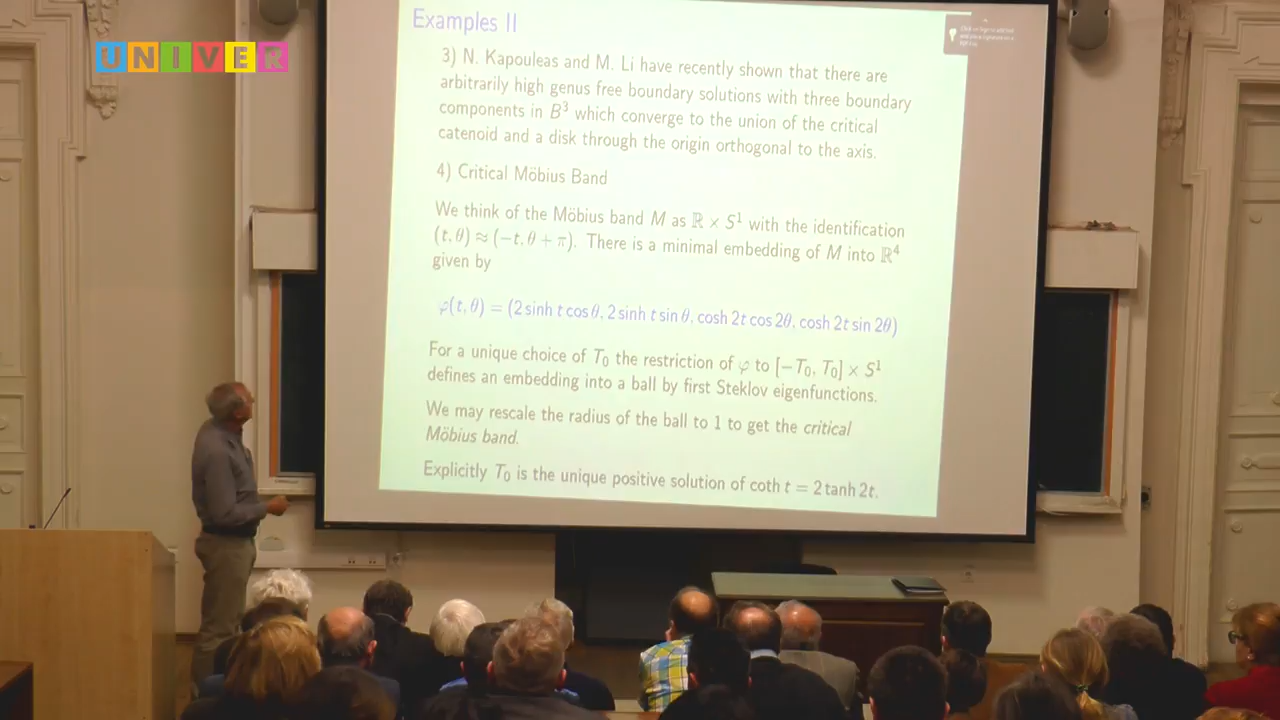 UNIVER
Examples II
3) N. Kapouleas and M. Li have recently shown that there are
arbitrarily high genus free boundary solutions with three boundary
components in B³ which converge to the union of the critical
catenoid and a disk through the origin orthogonal to the axis.
4) Critical Möbius Band
We think of the Möbius band M as ℝ × S¹ with the identification
(t, θ) ≈ (−t, θ + π). There is a minimal embedding of M into ℝ⁴
given by
φ(t, θ) = (2 sinh t cos θ, 2 sinh t sin θ, cosh 2t cos 2θ, cosh 2t sin 2θ)
For a unique choice of T₀ the restriction of φ to [−T₀, T₀] × S¹
defines an embedding into a ball by first Steklov eigenfunctions.
We may rescale the radius of the ball to 1 to get the critical
Möbius band.
Explicitly T₀ is the unique positive solution of coth t = 2 tanh 2t.